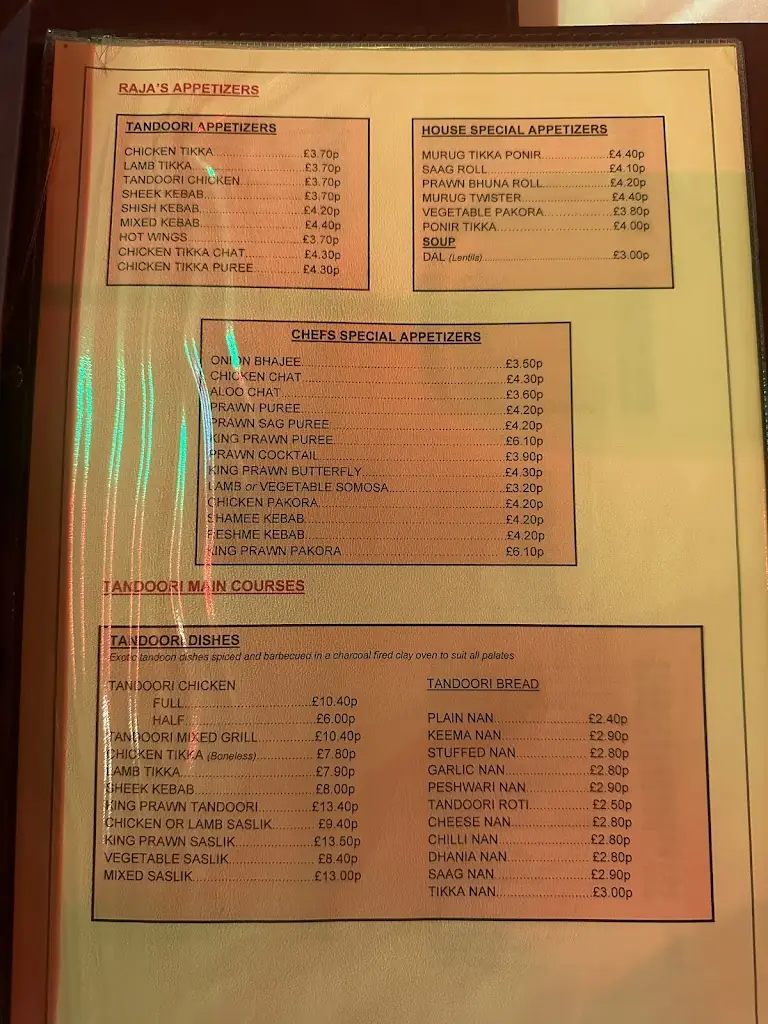 RAJA'S APPETIZERS
TANDOORI APPETIZERS
CHICKEN TIKKA £3.70p
LAMB TIKKA £3.70p
TANDOORI CHICKEN £3.70p
SHEEK KEBAB £3.70p
SHISH KEBAB £4.20p
MIXED KEBAB £4.40p
HOT WINGS £3.70p
CHICKEN TIKKA CHAT £4.30p
CHICKEN TIKKA PUREE £4.30p
HOUSE SPECIAL APPETIZERS
MURUG TIKKA PONIR £4.40p
SAAG ROLL £4.10p
PRAWN BHUNA ROLL £4.20p
MURUG TWISTER £4.40p
VEGETABLE PAKORA £3.80p
PONIR TIKKA £4.00p
SOUP
DAL (Lentils) £3.00p
CHEFS SPECIAL APPETIZERS
ONION BHAJEE £3.50p
CHICKEN CHAT £4.30p
ALOO CHAT £3.60p
PRAWN PUREE £4.20p
PRAWN SAG PUREE £4.20p
KING PRAWN PUREE £6.10p
PRAWN COCKTAIL £3.90p
KING PRAWN BUTTERFLY £4.30p
LAMB or VEGETABLE SOMOSA £3.20p
CHICKEN PAKORA £4.20p
SHAMEE KEBAB £4.20p
RESHME KEBAB £4.20p
KING PRAWN PAKORA £6.10p
TANDOORI MAIN COURSES
TANDOORI DISHES
Exotic tandoori dishes spiced and barbecued in a charcoal fired clay oven to suit all palates
TANDOORI CHICKEN
FULL £10.40p
HALF £6.00p
TANDOORI MIXED GRILL £10.40p
CHICKEN TIKKA (Boneless) £7.80p
LAMB TIKKA £7.90p
SHEEK KEBAB £8.00p
KING PRAWN TANDOORI £13.40p
CHICKEN OR LAMB SASLIK £9.40p
KING PRAWN SASLIK £13.50p
VEGETABLE SASLIK £8.40p
MIXED SASLIK £13.00p
TANDOORI BREAD
PLAIN NAN £2.40p
KEEMA NAN £2.90p
STUFFED NAN £2.80p
GARLIC NAN £2.80p
PESHWARI NAN £2.90p
TANDOORI ROTI £2.50p
CHEESE NAN £2.80p
CHILLI NAN £2.80p
DHANIA NAN £2.80p
SAAG NAN £2.90p
TIKKA NAN £3.00p